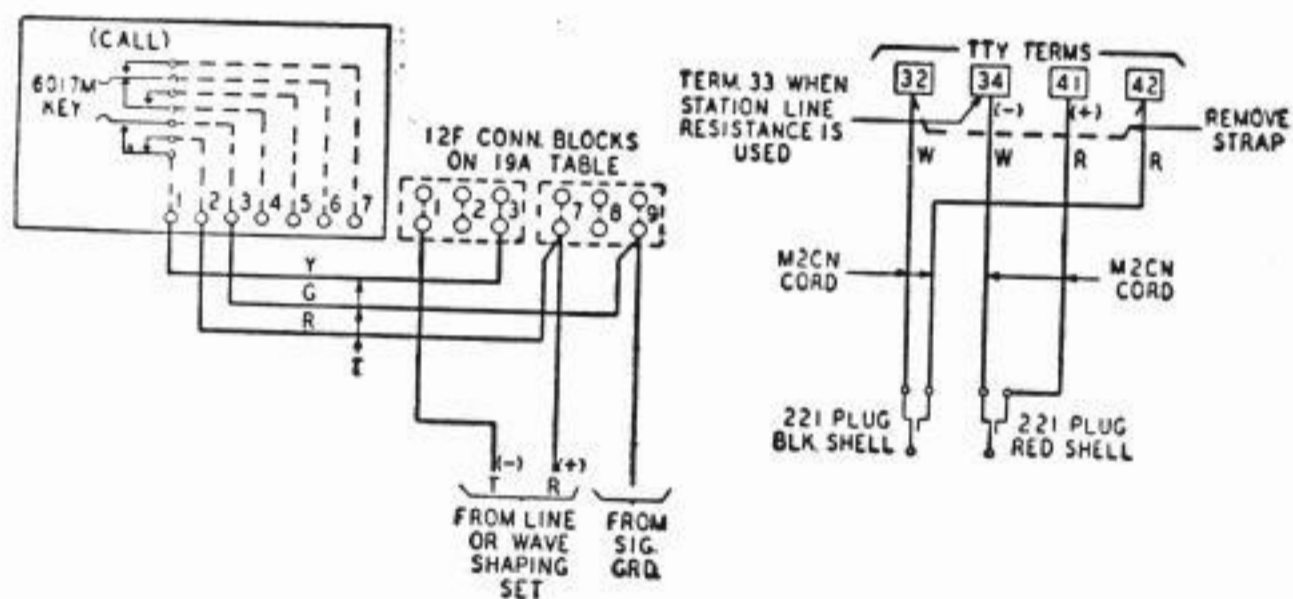 (CALL)
6017M
KEY
1 2 3 4 5 6 7
12F CONN. BLOCKS
ON 19A TABLE
1 2 3 7 8 9
Y
G
R
(-) (+)
T R
FROM LINE
OR WAVE
SHAPING
SET
FROM
SIG.
GRD.
TTY TERMS
32 34 41 42
TERM. 33 WHEN
STATION LINE
RESISTANCE IS
USED
(-) (+)
REMOVE
STRAP
W W R R
M2CN
CORD
M2CN
CORD
221 PLUG
BLK. SHELL
221 PLUG
RED SHELL